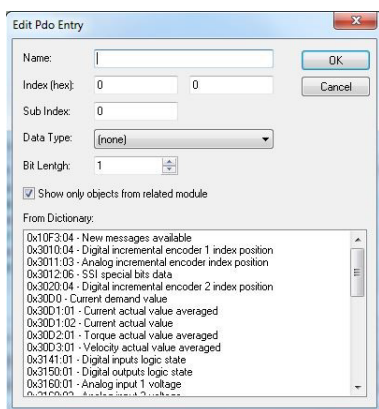 Edit Pdo Entry
Name:
OK
Index (hex): 0 0
Cancel
Sub Index: 0
Data Type: (none)
Bit Lentgh: 1
Show only objects from related module
From Dictionary:
0x10F3:04 - New messages available
0x3010:04 - Digital incremental encoder 1 index position
0x3011:03 - Analog incremental encoder index position
0x3012:06 - SSI special bits data
0x3020:04 - Digital incremental encoder 2 index position
0x30D0 - Current demand value
0x30D1:01 - Current actual value averaged
0x30D1:02 - Current actual value
0x30D2:01 - Torque actual value averaged
0x30D3:01 - Velocity actual value averaged
0x3141:01 - Digital inputs logic state
0x3150:01 - Digital outputs logic state
0x3160:01 - Analog input 1 voltage